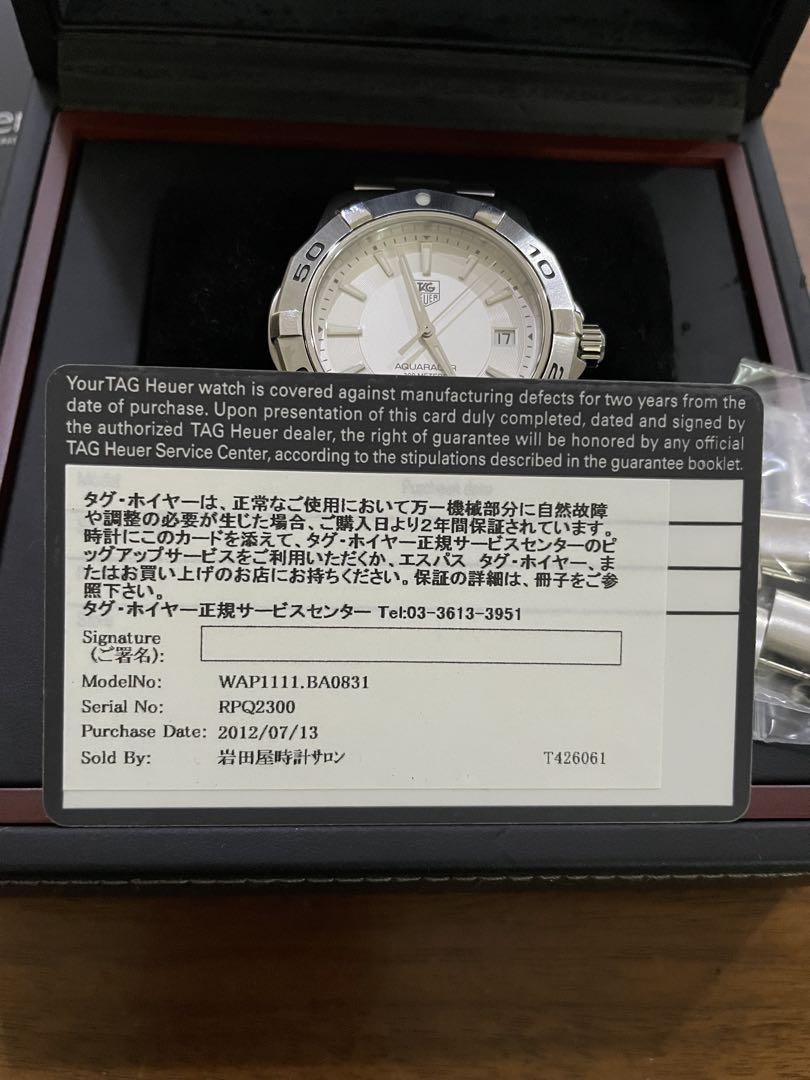 50
10
TAG
HEUER
17
AQUARACER
200 METERS
Your TAG Heuer watch is covered against manufacturing defects for two years from the
date of purchase. Upon presentation of this card duly completed, dated and signed by
the authorized TAG Heuer dealer, the right of guarantee will be honored by any official
TAG Heuer Service Center, according to the stipulations described in the guarantee booklet.
タグ・ホイヤーは、正常なご使用において万一機械部分に自然故障
や調整の必要が生じた場合、ご購入日より2年間保証されています。
時計にこのカードを添えて、タグ・ホイヤー正規サービスセンターのピ
ッグアップサービスをご利用いただくか、エスパス タグ・ホイヤー、ま
たはお買い上げのお店にお持ちください。保証の詳細は、冊子をご参
照下さい。
タグ・ホイヤー正規サービスセンター Tel:03-3613-3951
Signature
(ご署名):
ModelNo: WAP1111.BA0831
Serial No: RPQ2300
Purchase Date: 2012/07/13
Sold By: 岩田屋時計サロン T426061